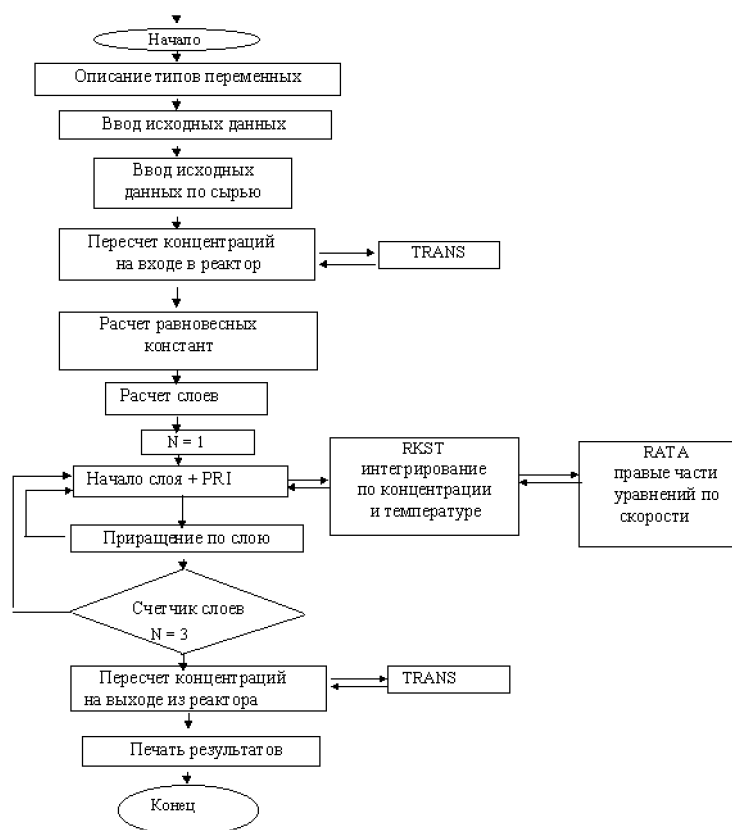 Начало
Описание типов переменных
Ввод исходных данных
Ввод исходных
данных по сырью
Пересчет концентраций
на входе в реактор
TRANS
Расчет равновесных
констант
Расчет слоев
N = 1
Начало слоя + PRI
RKST
интегрирование
по концентрации
и температуре
RATA
правые части
уравнений по
скорости
Приращение по слою
Счетчик слоев
N = 3
Пересчет концентраций
на выходе из реактора
TRANS
Печать результатов
Конец